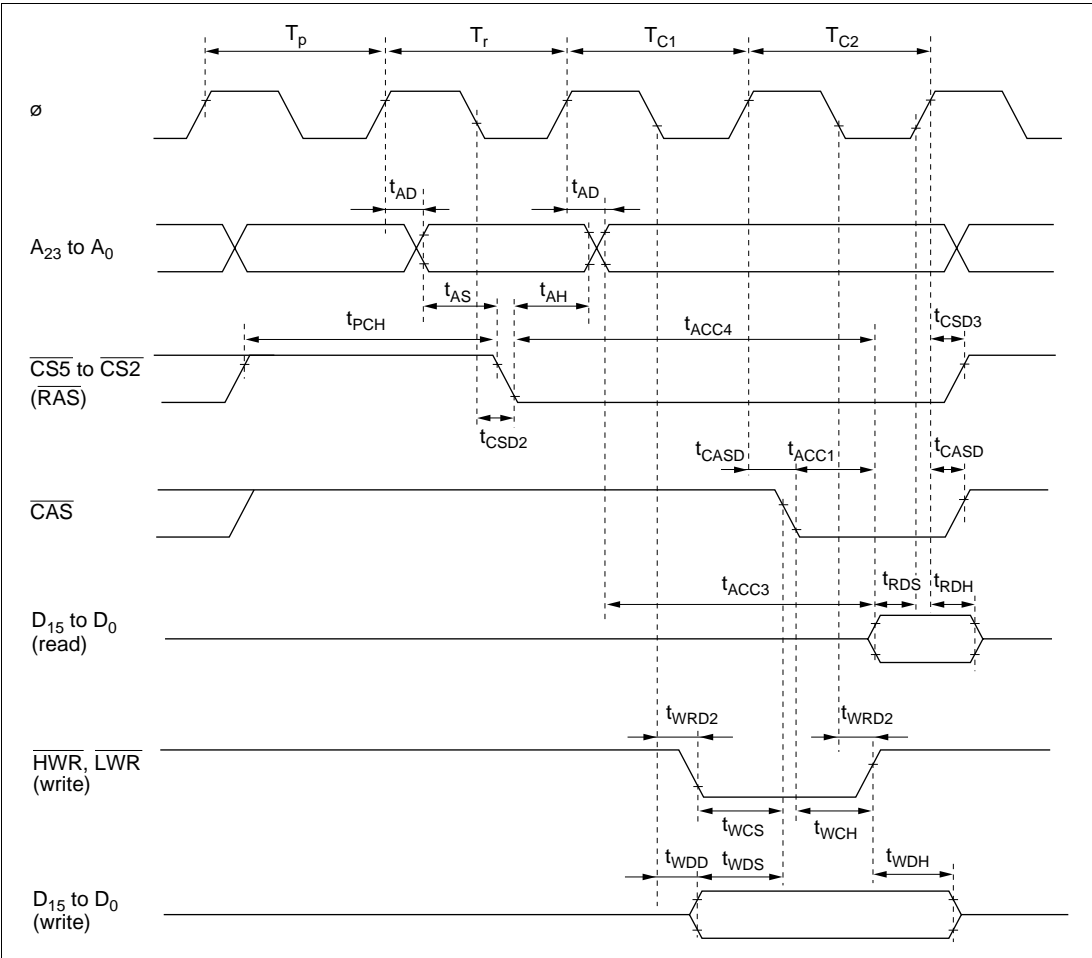 Tp Tr TC1 TC2
ø
tAD tAD
A23 to A0
tAS tAH
tPCH tACC4 tCSD3
CS5 to CS2
(RAS)
tCSD2
tCASD tACC1 tCASD
CAS
tACC3 tRDS tRDH
D15 to D0
(read)
tWRD2 tWRD2
HWR, LWR
(write)
tWCS tWCH
tWDD tWDS tWDH
D15 to D0
(write)